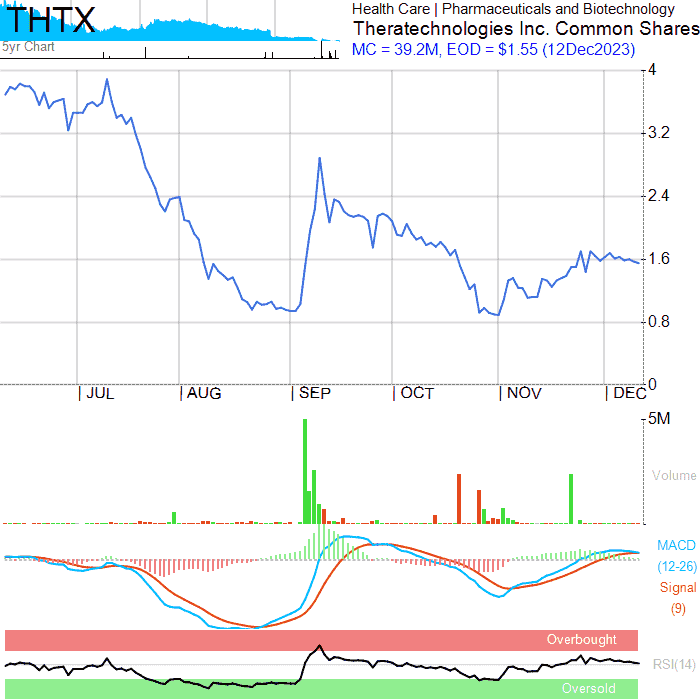 THTX
5yr Chart
Health Care | Pharmaceuticals and Biotechnology
Theratechnologies Inc. Common Shares
MC = 39.2M, EOD = $1.55 (12Dec2023)
4
3.2
2.4
1.6
0.8
0
JUL AUG SEP OCT NOV DEC
5M
Volume
MACD
(12-26)
Signal
(9)
Overbought
RSI(14)
Oversold